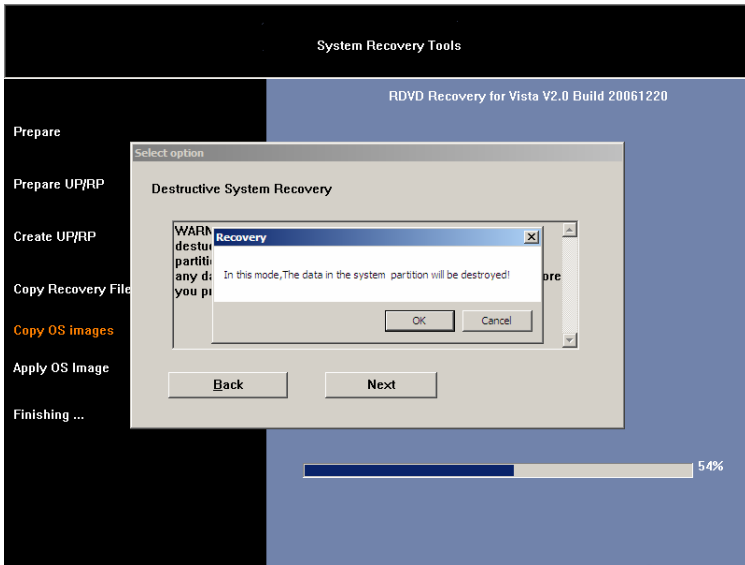 System Recovery Tools
RDVD Recovery for Vista V2.0 Build 20061220
Prepare
Prepare UP/RP
Create UP/RP
Copy Recovery File
Copy OS images
Apply OS Image
Finishing ...
Select option
Destructive System Recovery
WARN
destu
partiti
any da
you pr
ore
Recovery
In this mode,The data in the system partition will be destroyed!
OK
Cancel
Back
Next
54%